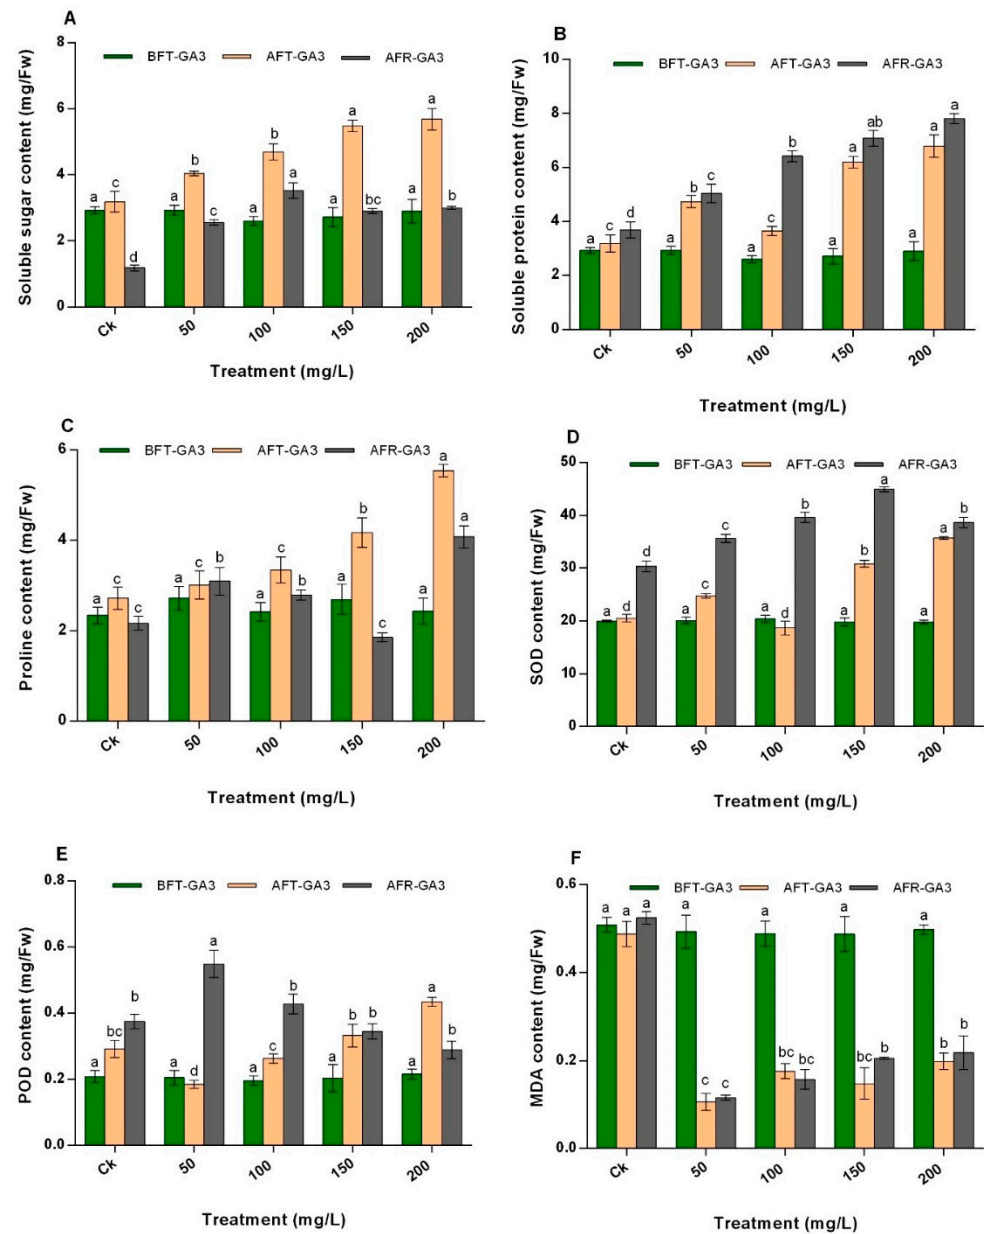 A
BFT-GA3 AFT-GA3 AFR-GA3
Soluble sugar content (mg/Fw)
8
6
4
2
0
a c d
a b c
a b a
a a bc
a a b
Ck 50 100 150 200
Treatment (mg/L)
B
BFT-GA3 AFT-GA3 AFR-GA3
Soluble protein content (mg/Fw)
10
8
6
4
2
0
a c d
a b c
a c b
a a ab
a a a
Ck 50 100 150 200
Treatment (mg/L)
C
BFT-GA3 AFT-GA3 AFR-GA3
Proline content (mg/Fw)
6
4
2
0
a c c
a c b
a c b
a b c
a a a
Ck 50 100 150 200
Treatment (mg/L)
D
BFT-GA3 AFT-GA3 AFR-GA3
SOD content (mg/Fw)
50
40
30
20
10
0
a d d
a c c
a d b
a b a
a a b
Ck 50 100 150 200
Treatment (mg/L)
E
BFT-GA3 AFT-GA3 AFR-GA3
POD content (mg/Fw)
0.8
0.6
0.4
0.2
0.0
a bc b
a d a
a c b
a b b
a a b
Ck 50 100 150 200
Treatment (mg/L)
F
BFT-GA3 AFT-GA3 AFR-GA3
MDA content (mg/Fw)
0.6
0.4
0.2
0.0
a a a
a c c
a bc bc
a bc b
a b b
Ck 50 100 150 200
Treatment (mg/L)